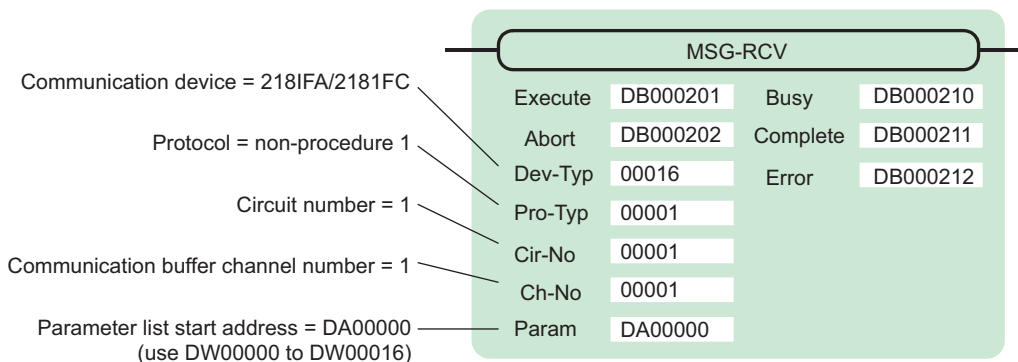 MSG-RCV
Communication device = 218IFA/2181FC
Execute DB000201 Busy DB000210
Protocol = non-procedure 1
Abort DB000202 Complete DB000211
Dev-Typ 00016 Error DB000212
Circuit number = 1
Pro-Typ 00001
Cir-No 00001
Communication buffer channel number = 1
Ch-No 00001
Parameter list start address = DA00000
(use DW00000 to DW00016)
Param DA00000